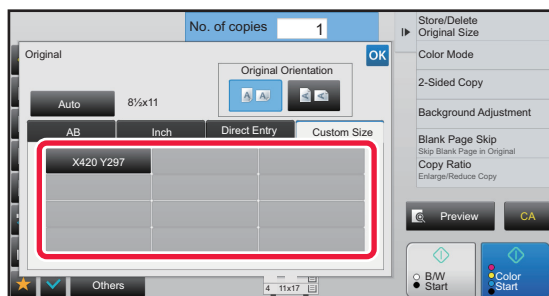 No. of copies
1
Original
OK
Original Orientation
A A
Auto
8½x11
AB
Inch
Direct Entry
Custom Size
X420 Y297
Others
4 11x17
Store/Delete
Original Size
Color Mode
2-Sided Copy
Background Adjustment
Blank Page Skip
Skip Blank Page in Original
Copy Ratio
Enlarge/Reduce Copy
Preview
CA
B/W
Start
Color
Start